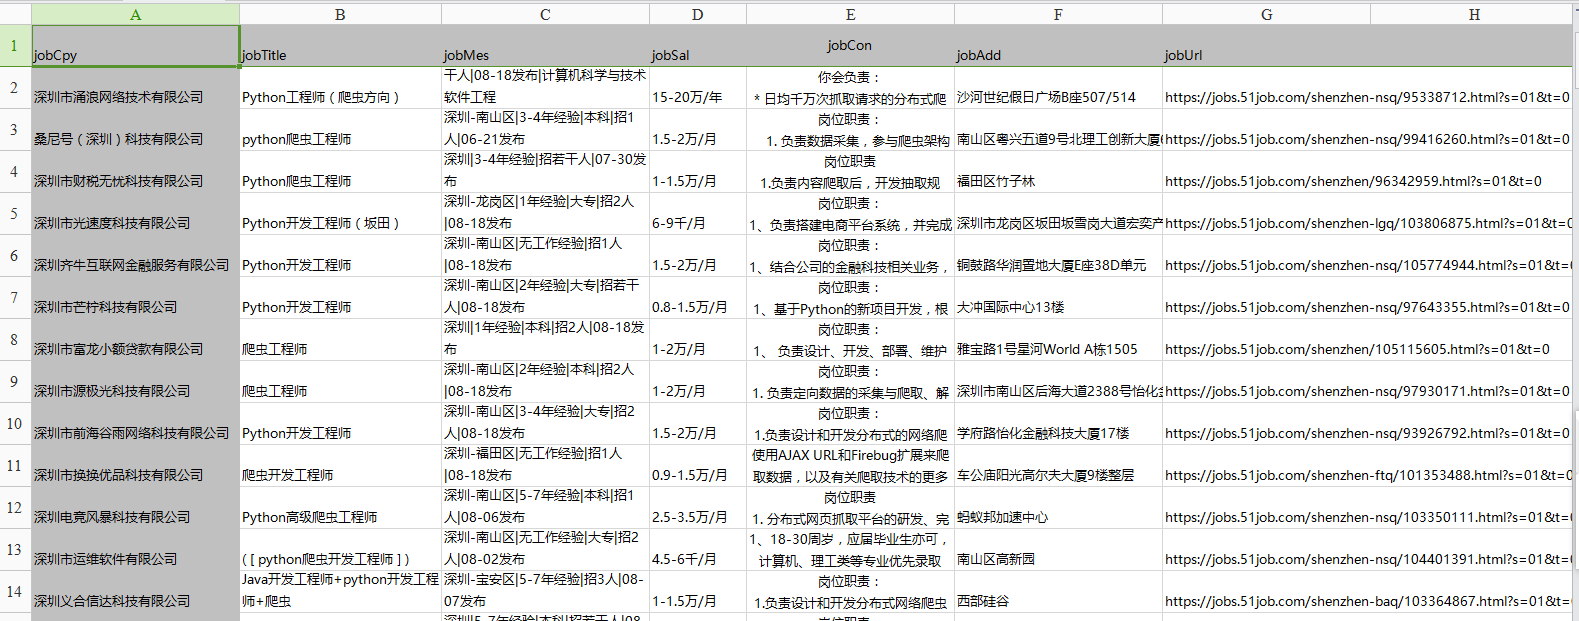 A B C D E F G H
1 jobCpy jobTitle jobMes jobSal jobCon jobAdd jobUrl
干人|08-18发布|计算机科学与技术 你会负责：
2 深圳市涌浪网络技术有限公司 Python工程师（爬虫方向） 软件工程 15-20万/年 * 日均千万次抓取请求的分布式爬 沙河世纪假日广场B座507/514 https://jobs.51job.com/shenzhen-nsq/95338712.html?s=01&t=0
深圳-南山区|3-4年经验|本科|招1 岗位职责：
3 桑尼号（深圳）科技有限公司 python爬虫工程师 人|06-21发布 1.5-2万/月 1. 负责数据采集，参与爬虫架构 南山区粤兴五道9号北理工创新大厦 https://jobs.51job.com/shenzhen-nsq/99416260.html?s=01&t=0
深圳|3-4年经验|招若干人|07-30发 岗位职责
4 深圳市财税无忧科技有限公司 Python爬虫工程师 布 1-1.5万/月 1.负责内容爬取后，开发抽取规 福田区竹子林 https://jobs.51job.com/shenzhen/96342959.html?s=01&t=0
深圳-龙岗区|1年经验|大专|招2人 岗位职责：
5 深圳市光速度科技有限公司 Python开发工程师（坂田） |08-18发布 6-9千/月 1、负责搭建电商平台系统，并完成 深圳市龙岗区坂田坂雪岗大道宏奕产 https://jobs.51job.com/shenzhen-lgq/103806875.html?s=01&t=0
深圳-南山区|无工作经验|招1人 岗位职责：
6 深圳齐牛互联网金融服务有限公司 Python开发工程师 |08-18发布 1.5-2万/月 1、结合公司的金融科技相关业务， 铜鼓路华润置地大厦E座38D单元 https://jobs.51job.com/shenzhen-nsq/105774944.html?s=01&t=
深圳-南山区|2年经验|大专|招若干 岗位职责：
7 深圳市芒柠科技有限公司 Python开发工程师 人|08-18发布 0.8-1.5万/月 1、基于Python的新项目开发，根 大冲国际中心13楼 https://jobs.51job.com/shenzhen-nsq/97643355.html?s=01&t=0
深圳|1年经验|本科|招2人|08-18发 岗位职责：
8 深圳市富龙小额贷款有限公司 爬虫工程师 布 1-2万/月 1、 负责设计、开发、部署、维护 雅宝路1号星河World A栋1505 https://jobs.51job.com/shenzhen/105115605.html?s=01&t=0
深圳-南山区|2年经验|本科|招2人 岗位职责：
9 深圳市源极光科技有限公司 爬虫工程师 |08-18发布 1-2万/月 1. 负责定向数据的采集与爬取、解 深圳市南山区后海大道2388号怡化 https://jobs.51job.com/shenzhen-nsq/97930171.html?s=01&t=0
深圳-南山区|3-4年经验|大专|招2 岗位职责：
10 深圳市前海谷雨网络科技有限公司 Python开发工程师 人|08-18发布 1.5-2万/月 1.负责设计和开发分布式的网络爬 学府路怡化金融科技大厦17楼 https://jobs.51job.com/shenzhen-nsq/93926792.html?s=01&t=0
深圳-福田区|无工作经验|招1人 使用AJAX URL和Firebug扩展来爬
11 深圳市换换优品科技有限公司 爬虫开发工程师 |08-18发布 0.9-1.5万/月 取数据，以及有关爬取技术的更多 车公庙阳光高尔夫大厦9楼整层 https://jobs.51job.com/shenzhen-ftq/101353488.html?s=01&t=0
深圳-南山区|5-7年经验|本科|招1 岗位职责
12 深圳电竞风暴科技有限公司 Python高级爬虫工程师 人|08-06发布 2.5-3.5万/月 1. 分布式网页抓取平台的研发、完 蚂蚁邦加速中心 https://jobs.51job.com/shenzhen-nsq/103350111.html?s=01&t=
深圳-南山区|无工作经验|大专|招2 1、18-30周岁，应届毕业生亦可，
13 深圳市运维软件有限公司 ( [ python爬虫开发工程师 ] ) 人|08-02发布 4.5-6千/月 计算机、理工类等专业优先录取 南山区高新园 https://jobs.51job.com/shenzhen-nsq/104401391.html?s=01&t=
Java开发工程师+python开发工程 深圳-宝安区|5-7年经验|招3人|08- 岗位职责：
14 深圳义合信达科技有限公司 师+爬虫 07发布 1-1.5万/月 1.负责设计和开发分布式网络爬虫 西部硅谷 https://jobs.51job.com/shenzhen-baq/103364867.html?s=01&t=